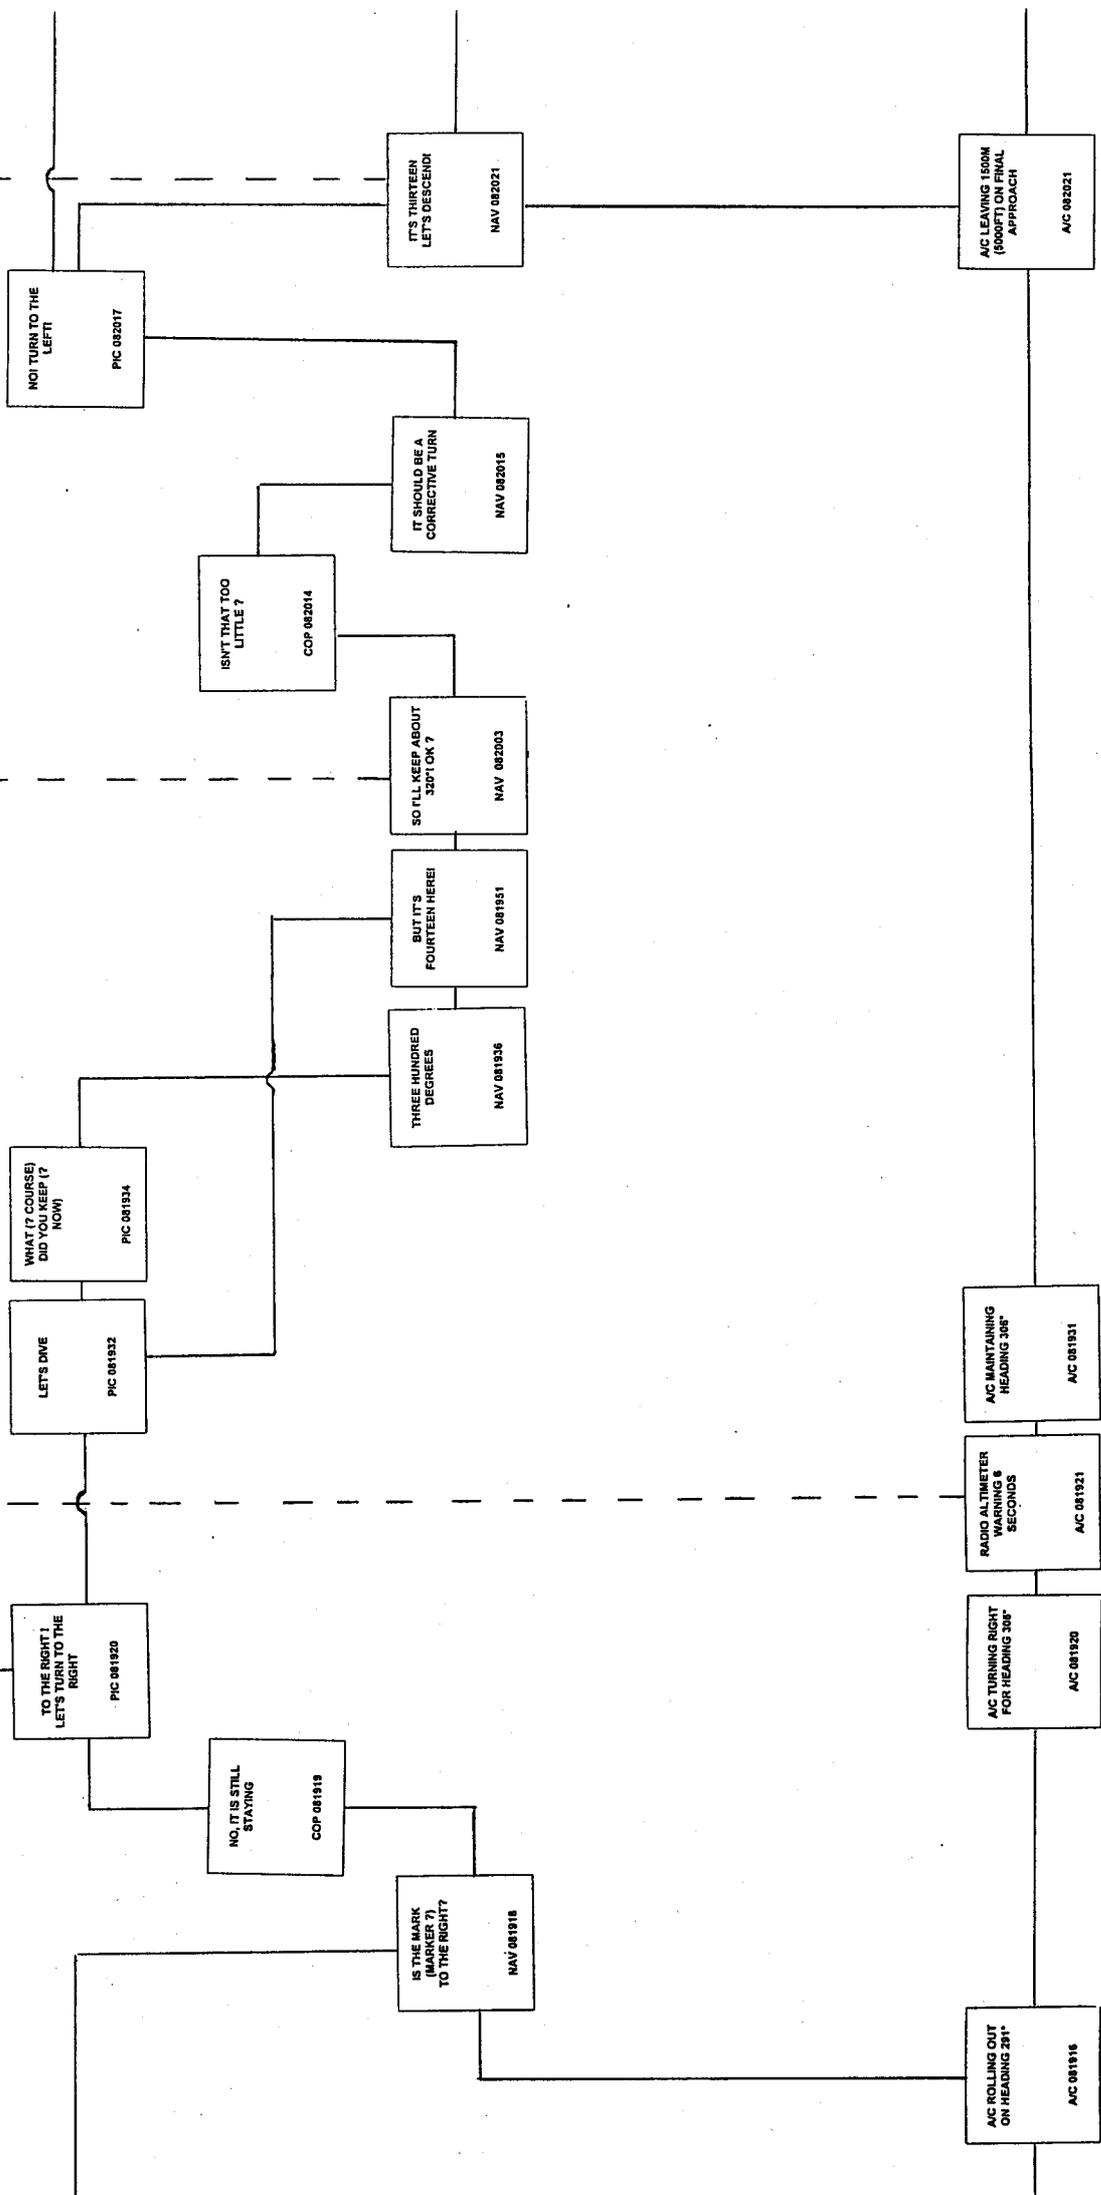 TO THE RIGHT !
LET'S TURN TO THE
RIGHT
PIC 081920
LET'S DIVE
PIC 081932
WHAT (? COURSE)
DID YOU KEEP (?
NOW)
PIC 081934
NO! TURN TO THE
LEFT!
PIC 082017
NO, IT IS STILL
STAYING
COP 081919
ISN'T THAT TOO
LITTLE ?
COP 082014
IS THE MARK
(MARKER ?)
TO THE RIGHT?
NAV 081918
THREE HUNDRED
DEGREES
NAV 081936
BUT IT'S
FOURTEEN HERE!
NAV 081951
SO I'LL KEEP ABOUT
320°! OK ?
NAV 082003
IT SHOULD BE A
CORRECTIVE TURN
NAV 082015
IT'S THIRTEEN
LET'S DESCEND!
NAV 082021
A/C ROLLING OUT
ON HEADING 291°
A/C 081916
A/C TURNING RIGHT
FOR HEADING 306°
A/C 081920
RADIO ALTIMETER
WARNING 6
SECONDS
A/C 081921
A/C MAINTAINING
HEADING 306°
A/C 081931
A/C LEAVING 1500M
(5000FT) ON FINAL
APPROACH
A/C 082021